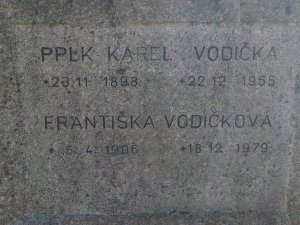 PPLK KAREL VODIČKA
*23.11 1898 +22 12 1955
FRANTIŠKA VODIČKOVÁ
* 5. 4 1906 +18 12 1979